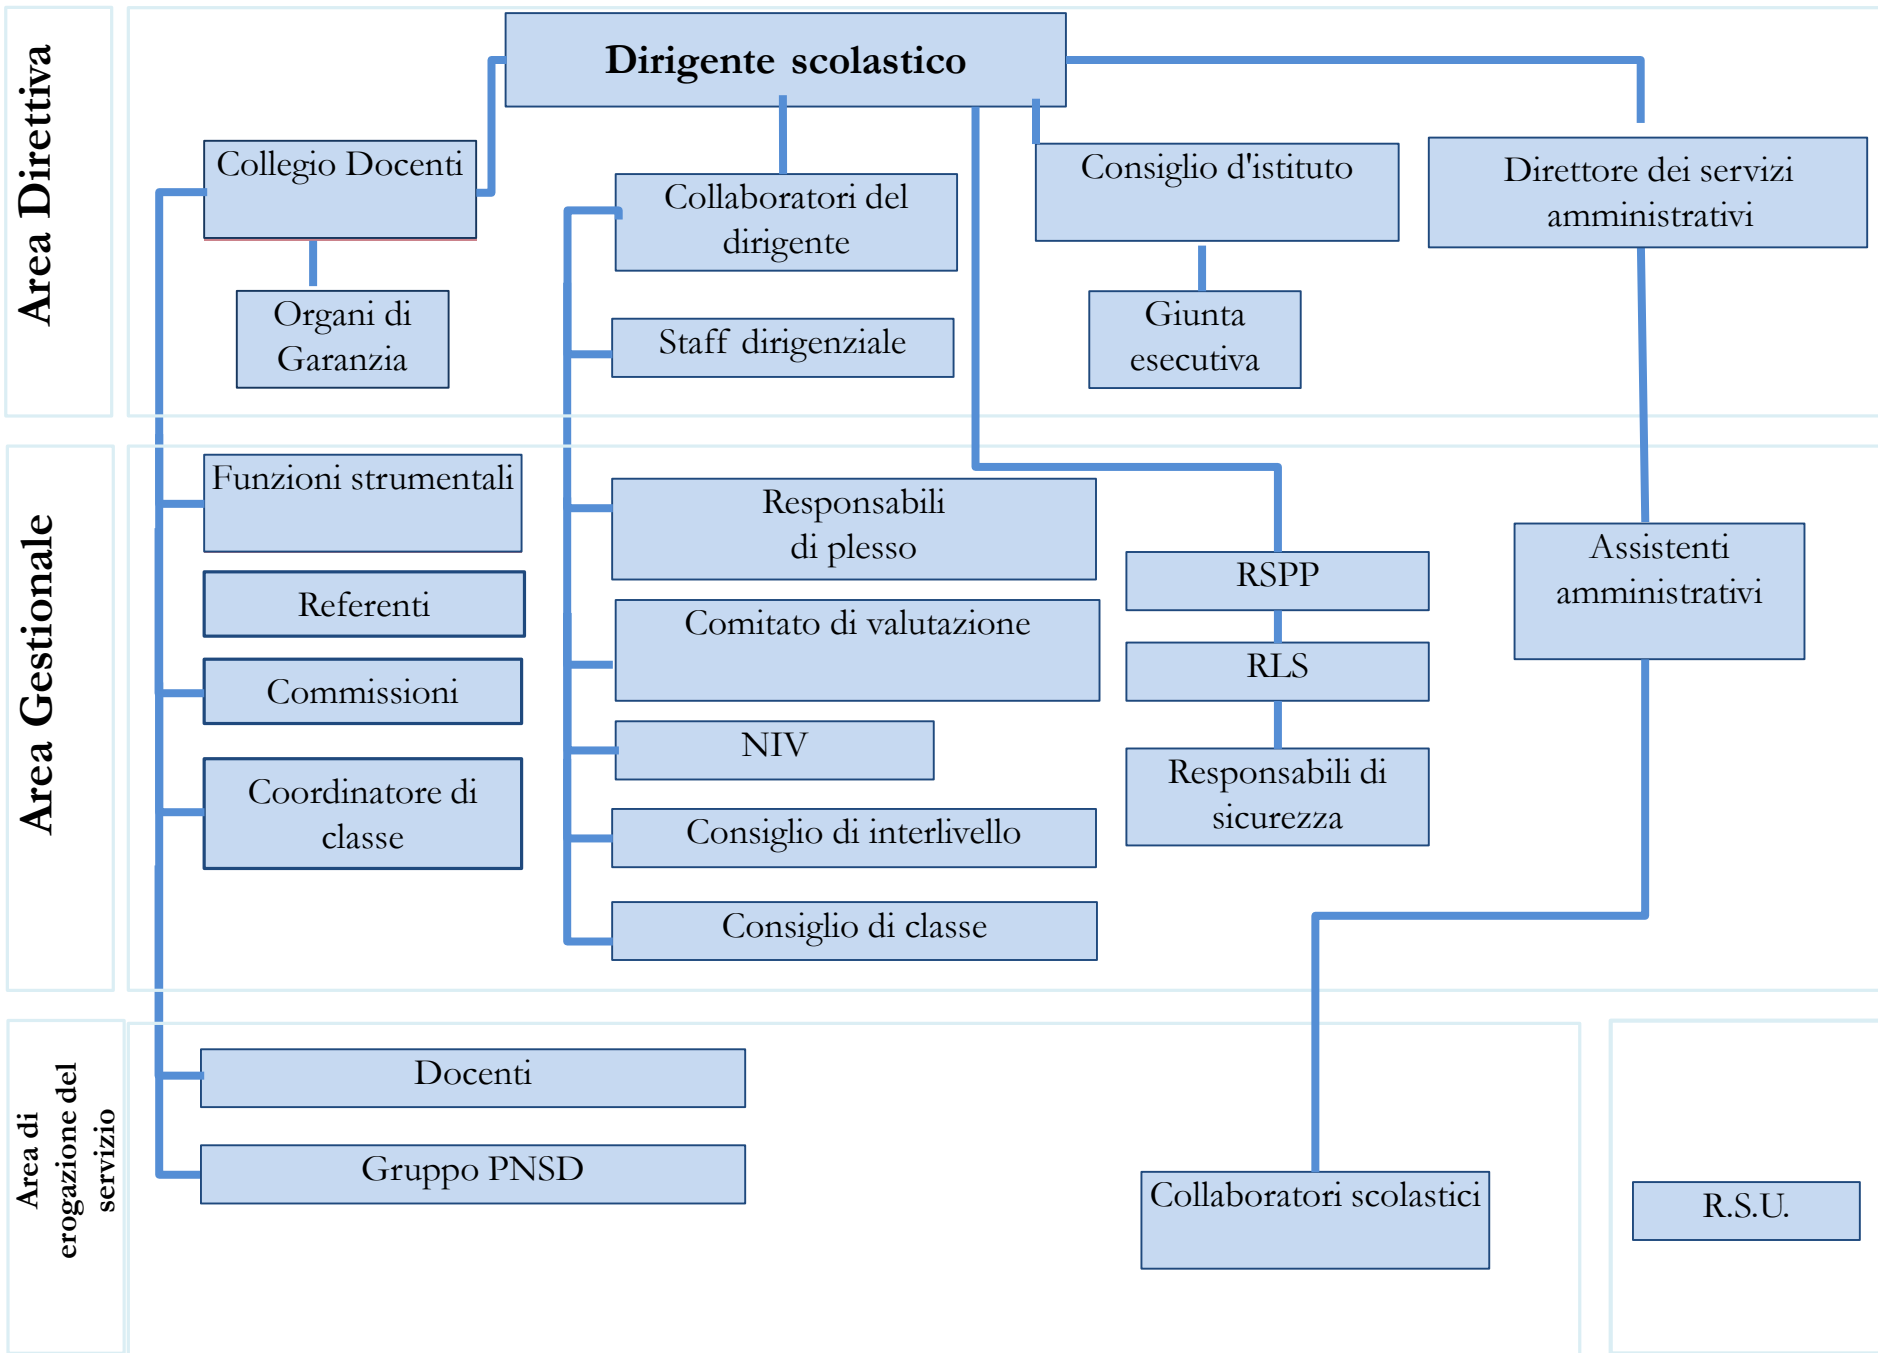 Area Direttiva
Dirigente scolastico
Collegio Docenti
Organi di
Garanzia
Collaboratori del
dirigente
Staff dirigenziale
Consiglio d'istituto
Giunta
esecutiva
Direttore dei servizi
amministrativi
Area Gestionale
Funzioni strumentali
Referenti
Commissioni
Coordinatore di
classe
Responsabili
di plesso
Comitato di valutazione
NIV
Consiglio di interlivello
Consiglio di classe
RSPP
RLS
Responsabili di
sicurezza
Assistenti
amministrativi
Area di
erogazione del
servizio
Docenti
Gruppo PNSD
Collaboratori scolastici
R.S.U.